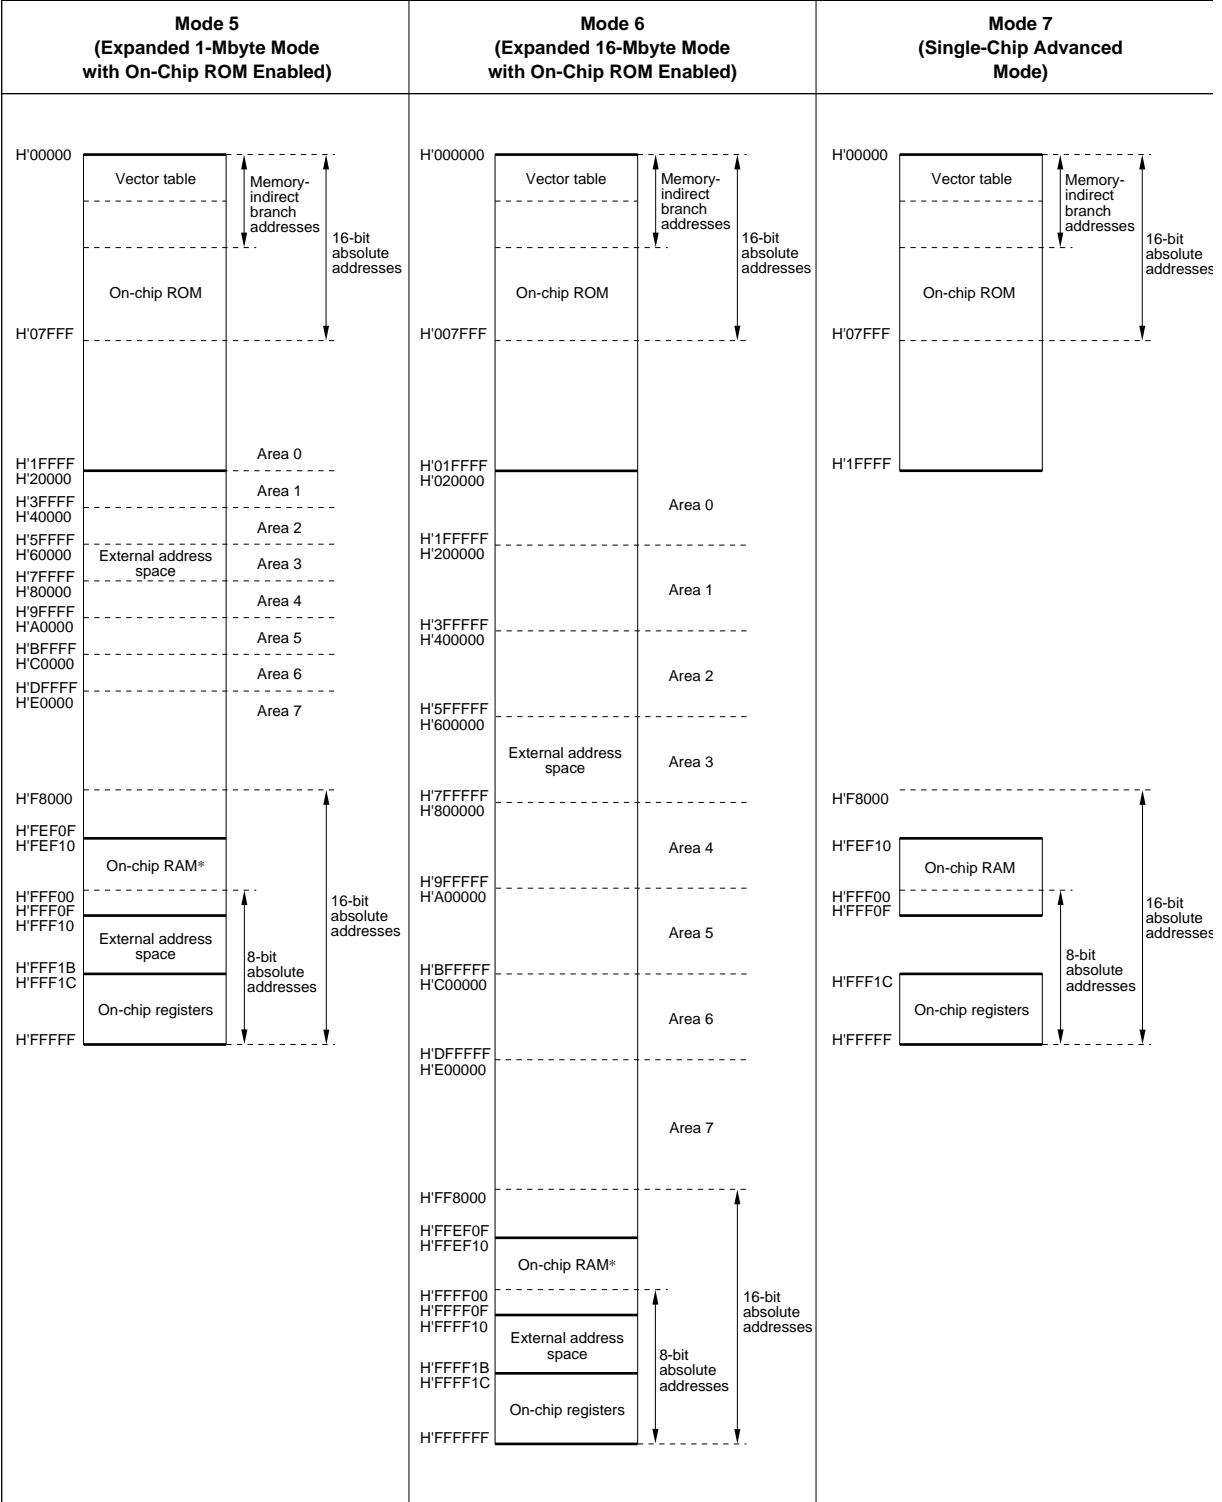 Mode 5
(Expanded 1-Mbyte Mode
with On-Chip ROM Enabled)
H'00000
Vector table
Memory-
indirect
branch
addresses
16-bit
absolute
addresses
On-chip ROM
H'07FFF
H'1FFFF
H'20000
Area 0
Area 1
H'3FFFF
H'40000
Area 2
H'5FFFF
H'60000
External address
space
Area 3
H'7FFFF
H'80000
Area 4
H'9FFFF
H'A0000
Area 5
H'BFFFF
H'C0000
Area 6
H'DFFFF
H'E0000
Area 7
H'F8000
H'FEF0F
H'FEF10
On-chip RAM*
H'FFF00
H'FFF0F
H'FFF10
16-bit
absolute
addresses
External address
space
8-bit
absolute
addresses
H'FFF1B
H'FFF1C
On-chip registers
H'FFFFF
Mode 6
(Expanded 16-Mbyte Mode
with On-Chip ROM Enabled)
H'000000
Vector table
Memory-
indirect
branch
addresses
16-bit
absolute
addresses
On-chip ROM
H'007FFF
H'01FFFF
H'020000
Area 0
H'1FFFFF
H'200000
Area 1
H'3FFFFF
H'400000
Area 2
H'5FFFFF
H'600000
External address
space
Area 3
H'7FFFFF
H'800000
Area 4
H'9FFFFF
H'A00000
Area 5
H'BFFFFF
H'C00000
Area 6
H'DFFFFF
H'E00000
Area 7
H'FF8000
H'FFEF0F
H'FFEF10
On-chip RAM*
H'FFFF00
H'FFFF0F
H'FFFF10
16-bit
absolute
addresses
External address
space
8-bit
absolute
addresses
H'FFFF1B
H'FFFF1C
On-chip registers
H'FFFFFF
Mode 7
(Single-Chip Advanced
Mode)
H'00000
Vector table
Memory-
indirect
branch
addresses
16-bit
absolute
addresses
On-chip ROM
H'07FFF
H'1FFFF
H'F8000
H'FEF10
On-chip RAM
H'FFF00
H'FFF0F
16-bit
absolute
addresses
8-bit
absolute
addresses
H'FFF1C
On-chip registers
H'FFFFF